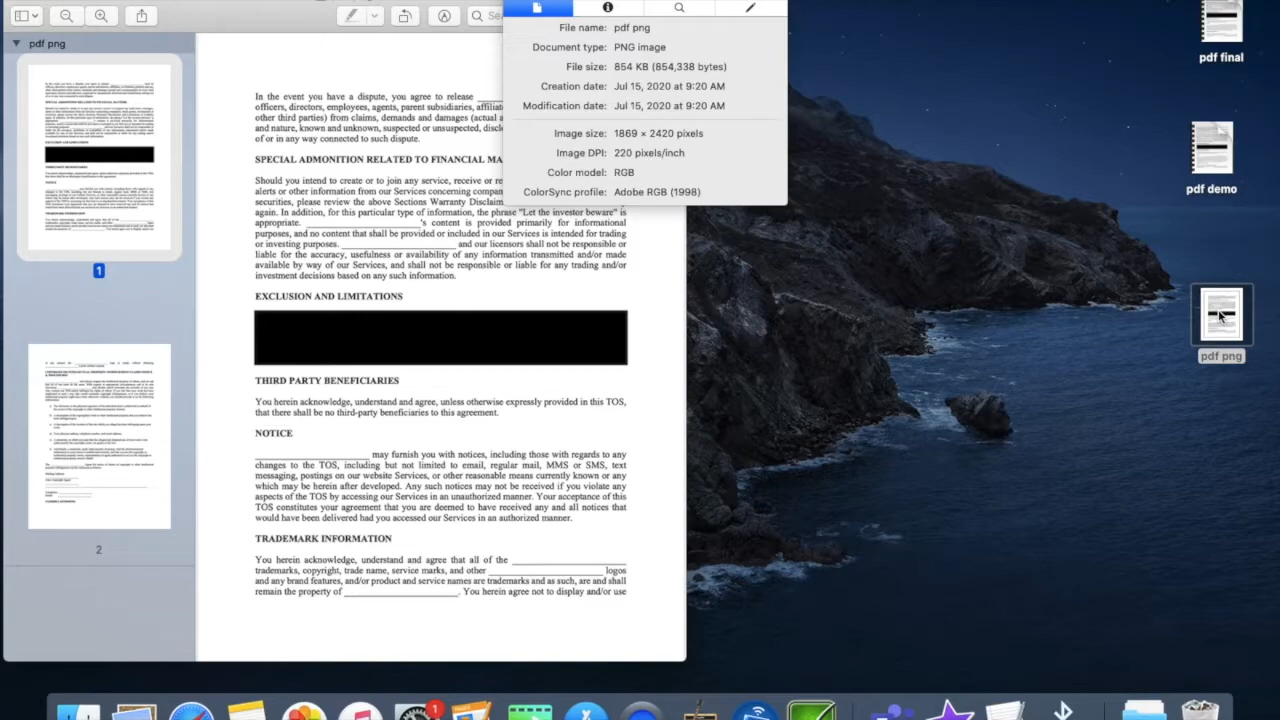 Sea
pdf png
File name: pdf png
Document type: PNG image
File size: 854 KB (854,338 bytes)
Creation date: Jul 15, 2020 at 9:20 AM
Modification date: Jul 15, 2020 at 9:20 AM
Image size: 1869 × 2420 pixels
Image DPI: 220 pixels/inch
Color model: RGB
ColorSync profile: Adobe RGB (1998)
1
2
In the event you have a dispute, you agree to release
officers, directors, employees, agents, parent subsidiaries, affiliat
other third parties) from claims, demands and damages (actual a
and nature, known and unknown, suspected or unsuspected, discl
of or in any way connected to such dispute.
SPECIAL ADMONITION RELATED TO FINANCIAL MA
Should you intend to create or to join any service, receive or re
alerts or other information from our Services concerning compan
securities, please review the above Sections Warranty Disclaim
again. In addition, for this particular type of information, the phrase "Let the investor beware" is
appropriate. ____________________'s content is provided primarily for informational
purposes, and no content that shall be provided or included in our Services is intended for trading
or investing purposes. ____________________ and our licensors shall not be responsible or
liable for the accuracy, usefulness or availability of any information transmitted and/or made
available by way of our Services, and shall not be responsible or liable for any trading and/or
investment decisions based on any such information.
EXCLUSION AND LIMITATIONS
THIRD PARTY BENEFICIARIES
You herein acknowledge, understand and agree, unless otherwise expressly provided in this TOS,
that there shall be no third-party beneficiaries to this agreement.
NOTICE
____________________ may furnish you with notices, including those with regards to any
changes to the TOS, including but not limited to email, regular mail, MMS or SMS, text
messaging, postings on our website Services, or other reasonable means currently known or any
which may be herein after developed. Any such notices may not be received if you violate any
aspects of the TOS by accessing our Services in an unauthorized manner. Your acceptance of this
TOS constitutes your agreement that you are deemed to have received any and all notices that
would have been delivered had you accessed our Services in an authorized manner.
TRADEMARK INFORMATION
You herein acknowledge, understand and agree that all of the ____________________
trademarks, copyright, trade name, service marks, and other ____________________ logos
and any brand features, and/or product and service names are trademarks and as such, are and shall
remain the property of ____________________. You herein agree not to display and/or use
pdf final
pdf demo
pdf png
1
PAGES